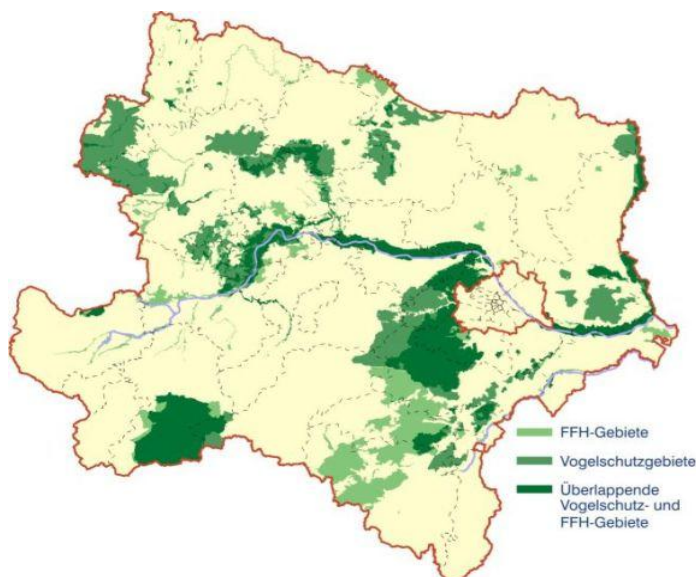 FFH-Gebiete
Vogelschutzgebiete
Überlappende
Vogelschutz- und
FFH-Gebiete